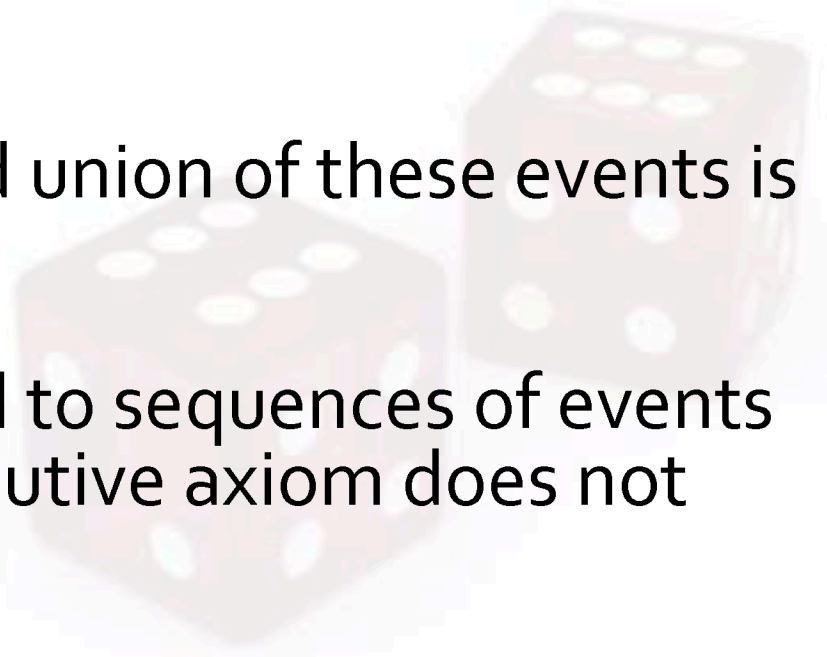 union of these events is
to sequences of events
utive axiom does not